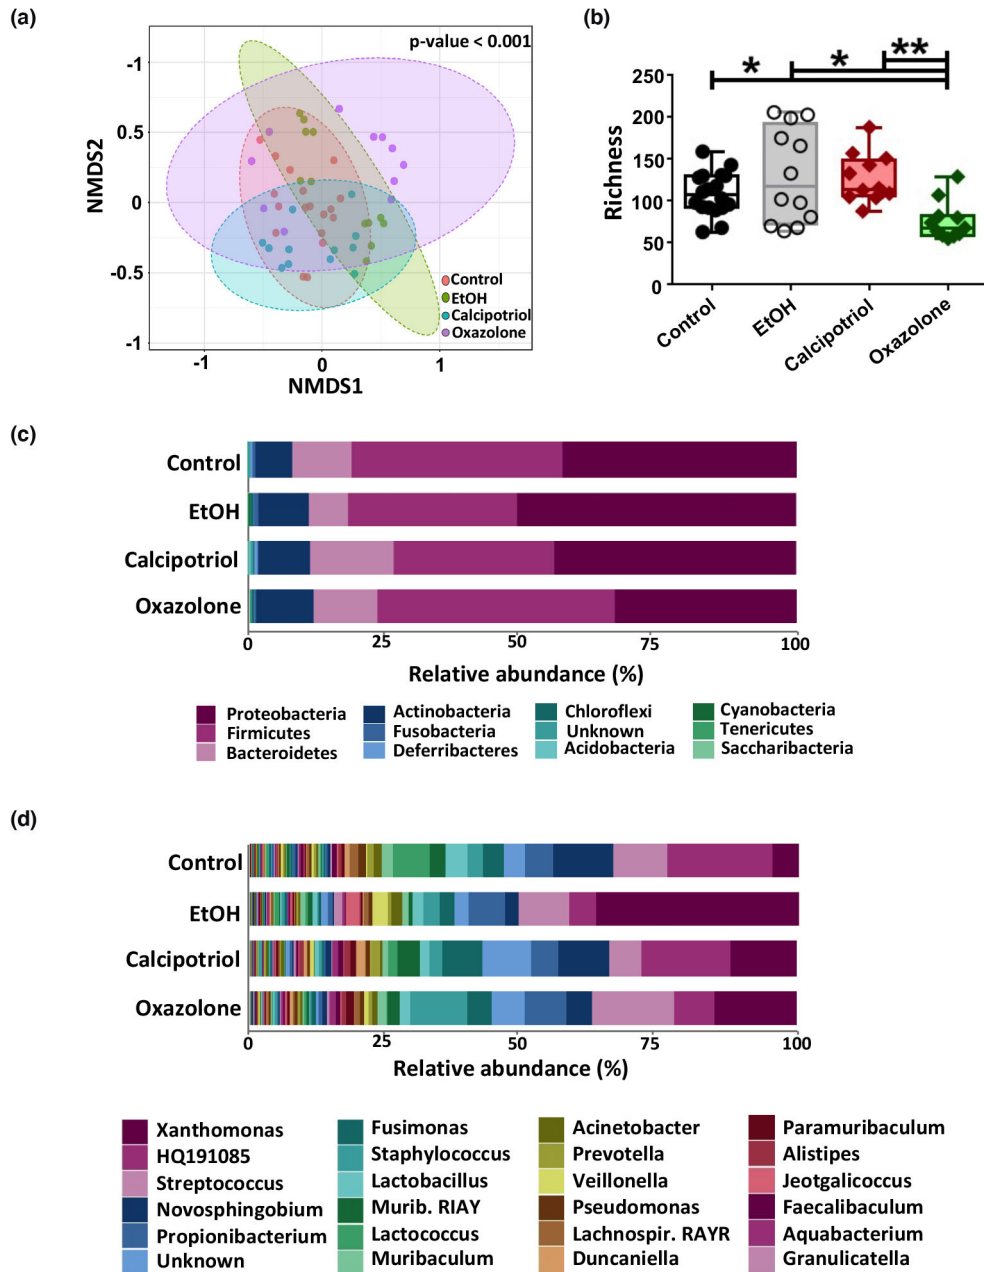 (a)
p-value < 0.001
-1
0.5
0
-0.5
-1
NMDS2
-1
0
1
NMDS1
Control
EtOH
Calcipotriol
Oxazolone
(b)
* * **
250
200
150
100
50
0
Richness
Control
EtOH
Calcipotriol
Oxazolone
(c)
Control
EtOH
Calcipotriol
Oxazolone
0 25 50 75 100
Relative abundance (%)
Proteobacteria
Firmicutes
Bacteroidetes
Actinobacteria
Fusobacteria
Deferribacteres
Chloroflexi
Unknown
Acidobacteria
Cyanobacteria
Tenericutes
Saccharibacteria
(d)
Control
EtOH
Calcipotriol
Oxazolone
0 25 50 75 100
Relative abundance (%)
Xanthomonas
HQ191085
Streptococcus
Novosphingobium
Propionibacterium
Unknown
Fusimonas
Staphylococcus
Lactobacillus
Murib. RIAY
Lactococcus
Muribaculum
Acinetobacter
Prevotella
Veillonella
Pseudomonas
Lachnospir. RAYR
Duncaniella
Paramuribaculum
Alistipes
Jeotgalicoccus
Faecalibaculum
Aquabacterium
Granulicatella